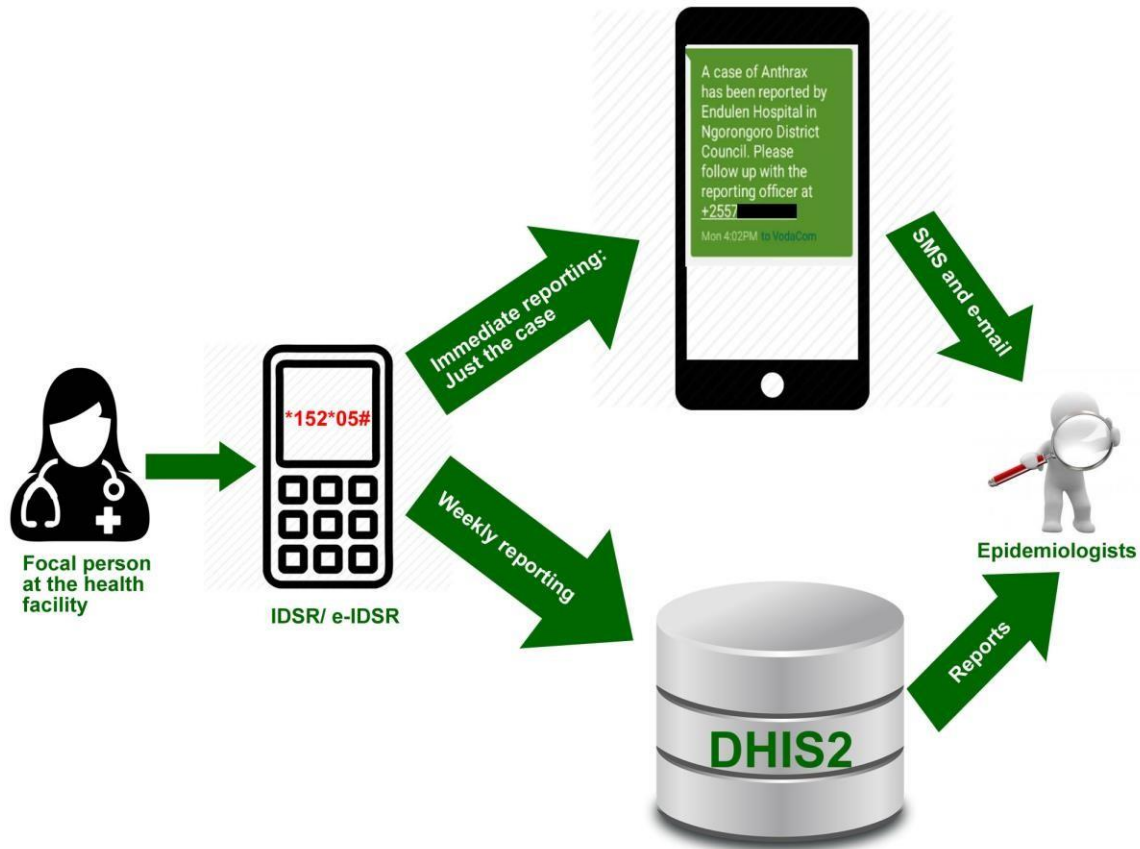 A case of Anthrax
has been reported by
Endulen Hospital in
Ngorongoro District
Council. Please
follow up with the
reporting officer at
+2557
Mon 4:02PM to VodaCom
SMS and e-mail
Immediate reporting:
Just the case
*152*05#
Focal person
at the health
facility
IDSR/ e-IDSR
Weekly reporting
Epidemiologists
Reports
DHIS2